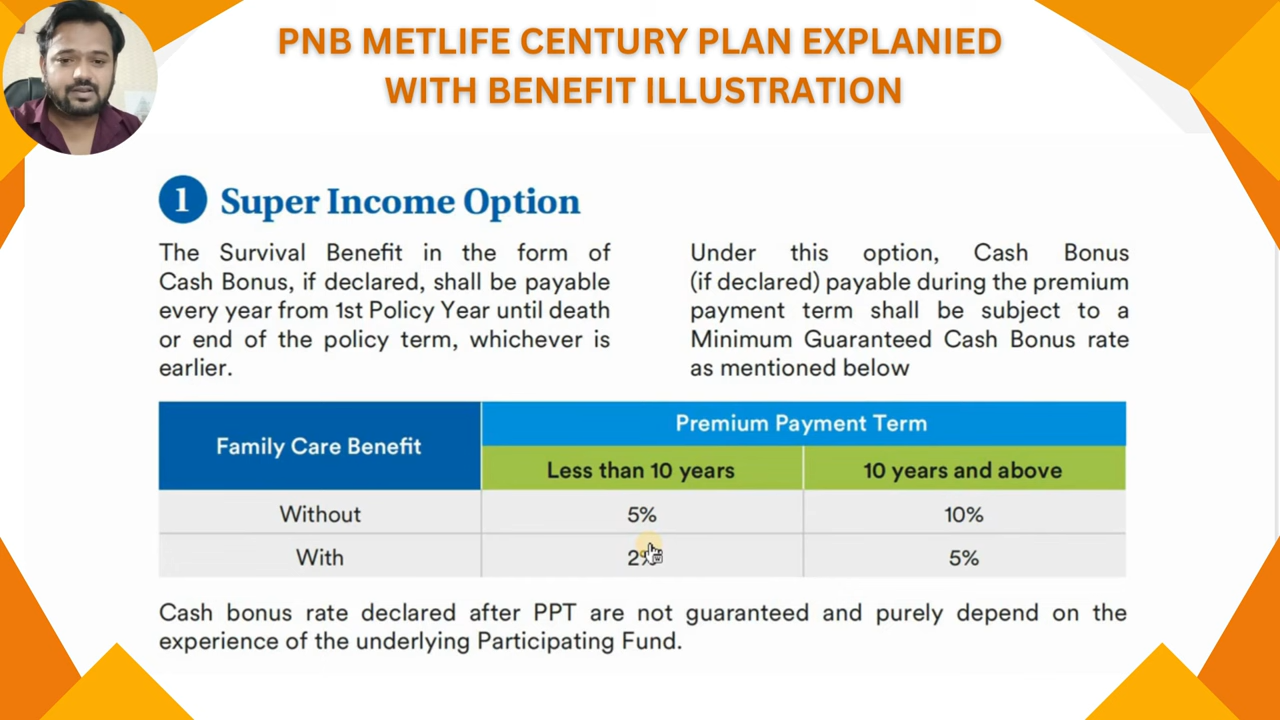 PNB METLIFE CENTURY PLAN EXPLANIED
WITH BENEFIT ILLUSTRATION
1 Super Income Option
The Survival Benefit in the form of
Cash Bonus, if declared, shall be payable
every year from 1st Policy Year until death
or end of the policy term, whichever is
earlier.
Under this option, Cash Bonus
(if declared) payable during the premium
payment term shall be subject to a
Minimum Guaranteed Cash Bonus rate
as mentioned below
Family Care Benefit
Premium Payment Term
Less than 10 years
10 years and above
Without
5%
10%
With
2%
5%
Cash bonus rate declared after PPT are not guaranteed and purely depend on the
experience of the underlying Participating Fund.